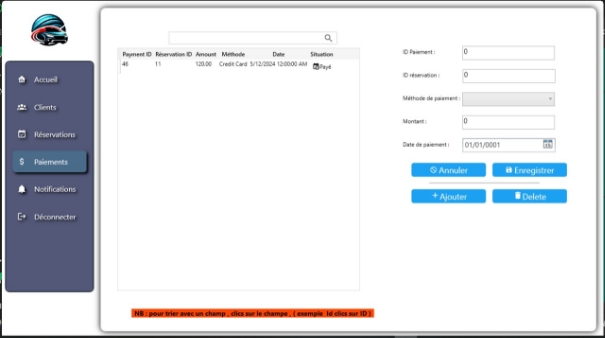 Payment ID Réservation ID Amount Méthode Date Situation
46 11 120.00 Credit Card 5/12/2024 12:00:00 AM Payé
Accueil
Clients
Réservations
Paiements
Notifications
Déconnecter
ID Paiement : 0
ID réservation : 0
Méthode de paiement :
Montant : 0
Date de paiement : 01/01/0001
Annuler Enregistrer
Ajouter Delete
NB : pour trier avec un champ , clics sur le champe , ( exemple Id clics sur ID )